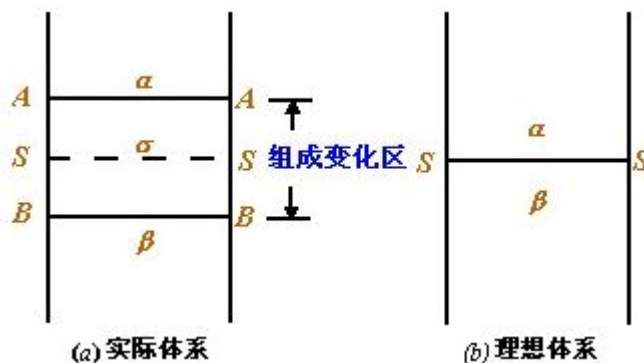 α
A A
S σ S 组成变化区
B B
β
(a) 实际体系
α
S S
β
(b) 理想体系